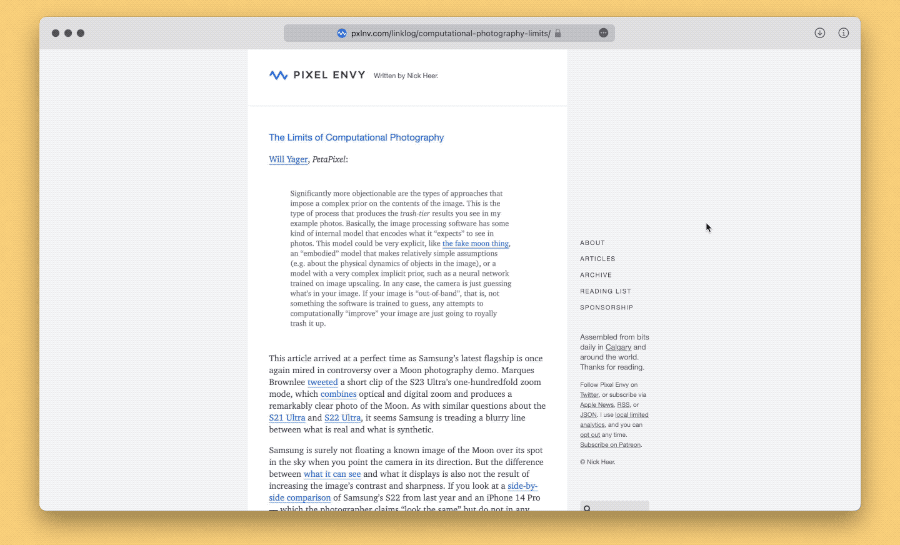 pxlnv.com/linklog/computational-photography-limits/
PIXEL ENVY Written by Nick Heer.
The Limits of Computational Photography
Will Yager, PetaPixel:
Significantly more objectionable are the types of approaches that
impose a complex prior on the contents of the image. This is the
type of process that produces the trash-tier results you see in my
example photos. Basically, the image processing software has some
kind of internal model that encodes what it “expects” to see in
photos. This model could be very explicit, like the fake moon thing,
an “embodied” model that makes relatively simple assumptions
(e.g. about the physical dynamics of objects in the image), or a
model with a very complex implicit prior, such as a neural network
trained on image upscaling. In any case, the camera is just guessing
what’s in your image. If your image is “out-of-band”, that is, not
something the software is trained to guess, any attempts to
computationally “improve” your image are just going to royally
trash it up.
This article arrived at a perfect time as Samsung’s latest flagship is once
again mired in controversy over a Moon photography demo. Marques
Brownlee tweeted a short clip of the S23 Ultra’s one-hundredfold zoom
mode, which combines optical and digital zoom and produces a
remarkably clear photo of the Moon. As with similar questions about the
S21 Ultra and S22 Ultra, it seems Samsung is treading a blurry line
between what is real and what is synthetic.
Samsung is surely not floating a known image of the Moon over its spot
in the sky when you point the camera in its direction. But the difference
between what it can see and what it displays is also not the result of
increasing the image’s contrast and sharpness. If you look at a side-by-
side comparison of Samsung’s S22 from last year and an iPhone 14 Pro
— which the photographer claims “look the same” but do not in any
ABOUT
ARTICLES
ARCHIVE
READING LIST
SPONSORSHIP
Assembled from bits
daily in Calgary and
around the world.
Thanks for reading.
Follow Pixel Envy on
Twitter, or subscribe via
Apple News, RSS, or
JSON. I use local limited
analytics, and you can
opt out any time.
Subscribe on Patreon.
© Nick Heer.